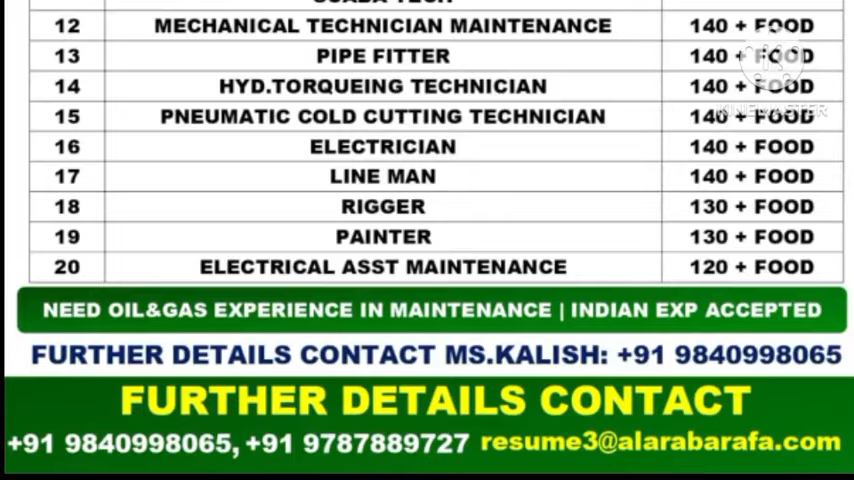 12 MECHANICAL TECHNICIAN MAINTENANCE 140 + FOOD
13 PIPE FITTER 140 + FOOD
14 HYD.TORQUEING TECHNICIAN 140 + FOOD
15 PNEUMATIC COLD CUTTING TECHNICIAN 140 + FOOD
16 ELECTRICIAN 140 + FOOD
17 LINE MAN 140 + FOOD
18 RIGGER 130 + FOOD
19 PAINTER 130 + FOOD
20 ELECTRICAL ASST MAINTENANCE 120 + FOOD
KINEMASTER
NEED OIL&GAS EXPERIENCE IN MAINTENANCE | INDIAN EXP ACCEPTED
FURTHER DETAILS CONTACT MS.KALISH: +91 9840998065
FURTHER DETAILS CONTACT
+91 9840998065, +91 9787889727 resume3@alarabarafa.com